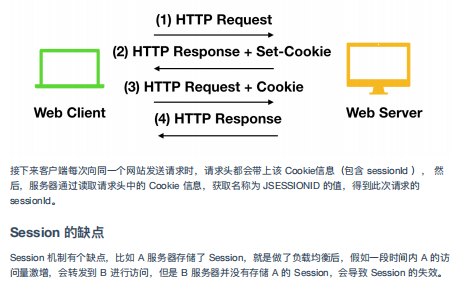 (1) HTTP Request
(2) HTTP Response + Set-Cookie
(3) HTTP Request + Cookie
Web Client
Web Server
(4) HTTP Response
接下来客户端每次向同一个网站发送请求时，请求头都会带上该 Cookie信息（包含 sessionId ）， 然
后，服务器通过读取请求头中的 Cookie 信息，获取名称为 JSESSIONID 的值，得到此次请求的
sessionId。
Session 的缺点
Session 机制有个缺点，比如 A 服务器存储了 Session，就是做了负载均衡后，假如一段时间内 A 的访
问量激增，会转发到 B 进行访问，但是 B 服务器并没有存储 A 的 Session，会导致 Session 的失效。